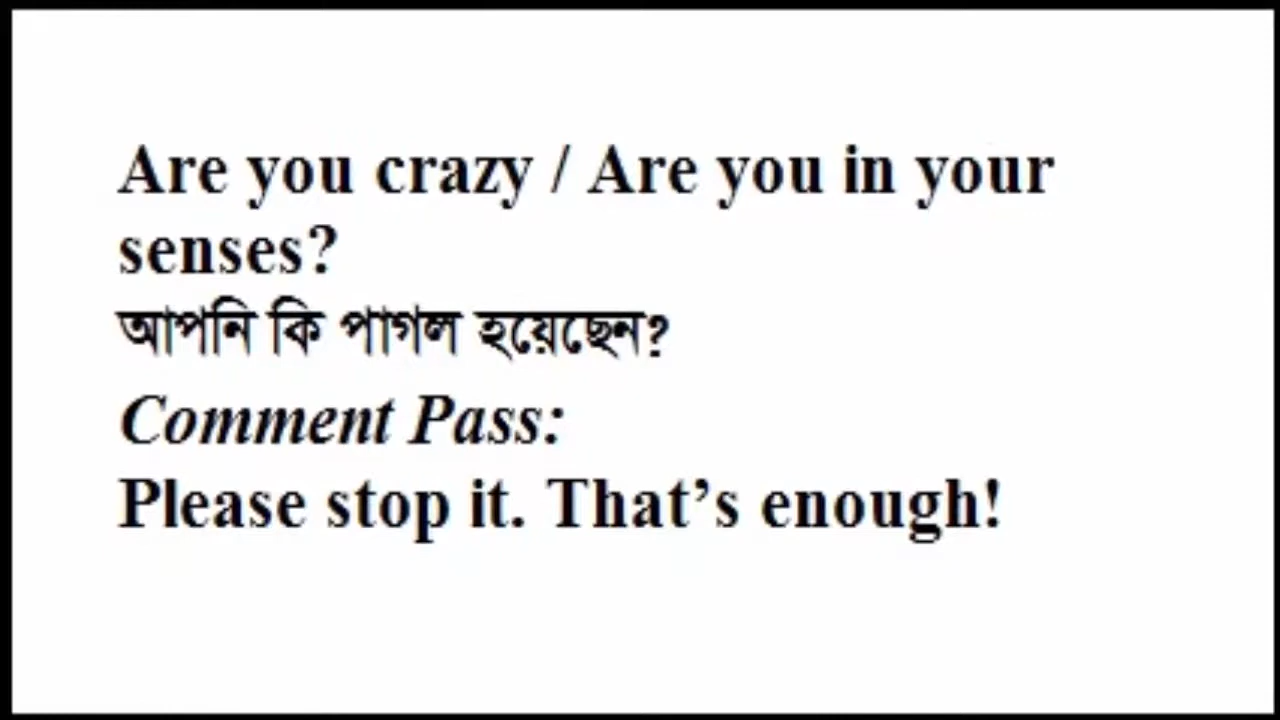 Are you crazy / Are you in your
senses?
আপনি কি পাগল হয়েছেন?
Comment Pass:
Please stop it. That’s enough!